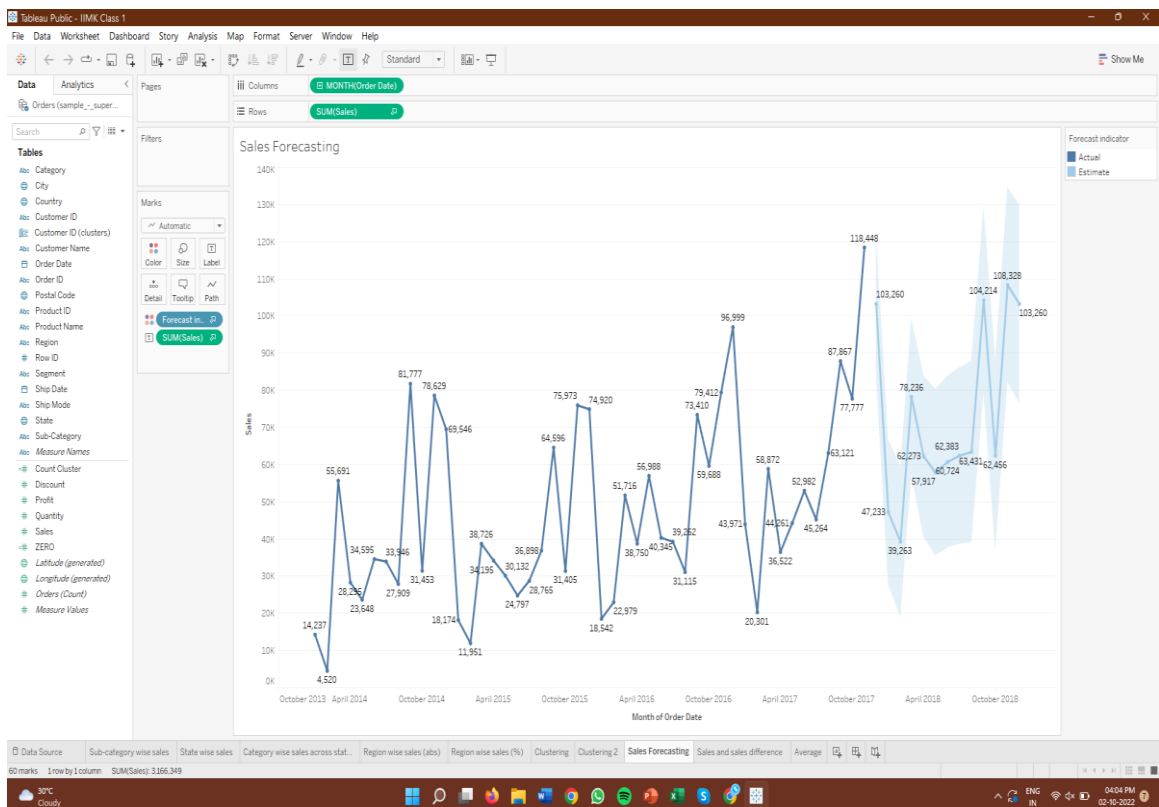 Tableau Public - IIMK Class 1
File Data Worksheet Dashboard Story Analysis Map Format Server Window Help
Standard
Show Me
Data Analytics
Orders (sample_-_super...
Search
Tables
Abc Category
City
Country
Abc Customer ID
Customer ID (clusters)
Abc Customer Name
Order Date
Abc Order ID
Postal Code
Abc Product ID
Abc Product Name
Abc Region
# Row ID
Abc Segment
Ship Date
Abc Ship Mode
State
Abc Sub-Category
Abc Measure Names
=# Count Cluster
# Discount
# Profit
# Quantity
# Sales
=# ZERO
Latitude (generated)
Longitude (generated)
# Orders (Count)
# Measure Values
Pages
Filters
Marks
Automatic
Color Size Label
Detail Tooltip Path
Forecast in..
SUM(Sales)
Columns MONTH(Order Date)
Rows SUM(Sales)
Sales Forecasting
140K
130K
120K
110K
100K
90K
80K
70K
60K
50K
40K
30K
20K
10K
0K
Sales
14,237
4,520
55,691
28,295
23,648
34,595
33,946
27,909
81,777
31,453
78,629
69,546
18,174
11,951
38,726
34,195
30,132
24,797
28,765
36,898
64,596
31,405
75,973
74,920
18,542
22,979
51,716
38,750
56,988
40,345
39,262
31,115
73,410
59,688
79,412
96,999
43,971
20,301
58,872
36,522
44,261
52,982
45,264
63,121
87,867
77,777
118,448
103,260
47,233
39,263
78,236
62,273
57,917
60,724
62,383
63,431
104,214
62,456
108,328
103,260
October 2013 April 2014 October 2014 April 2015 October 2015 April 2016 October 2016 April 2017 October 2017 April 2018 October 2018
Month of Order Date
Forecast indicator
Actual
Estimate
Data Source Sub-category wise sales State wise sales Category wise sales across stat... Region wise sales (abs) Region wise sales (%) Clustering Clustering 2 Sales Forecasting Sales and sales difference Average
60 marks 1 row by 1 column SUM(Sales): 3,166,349
30°C
Cloudy
ENG
IN
04:04 PM
02-10-2022